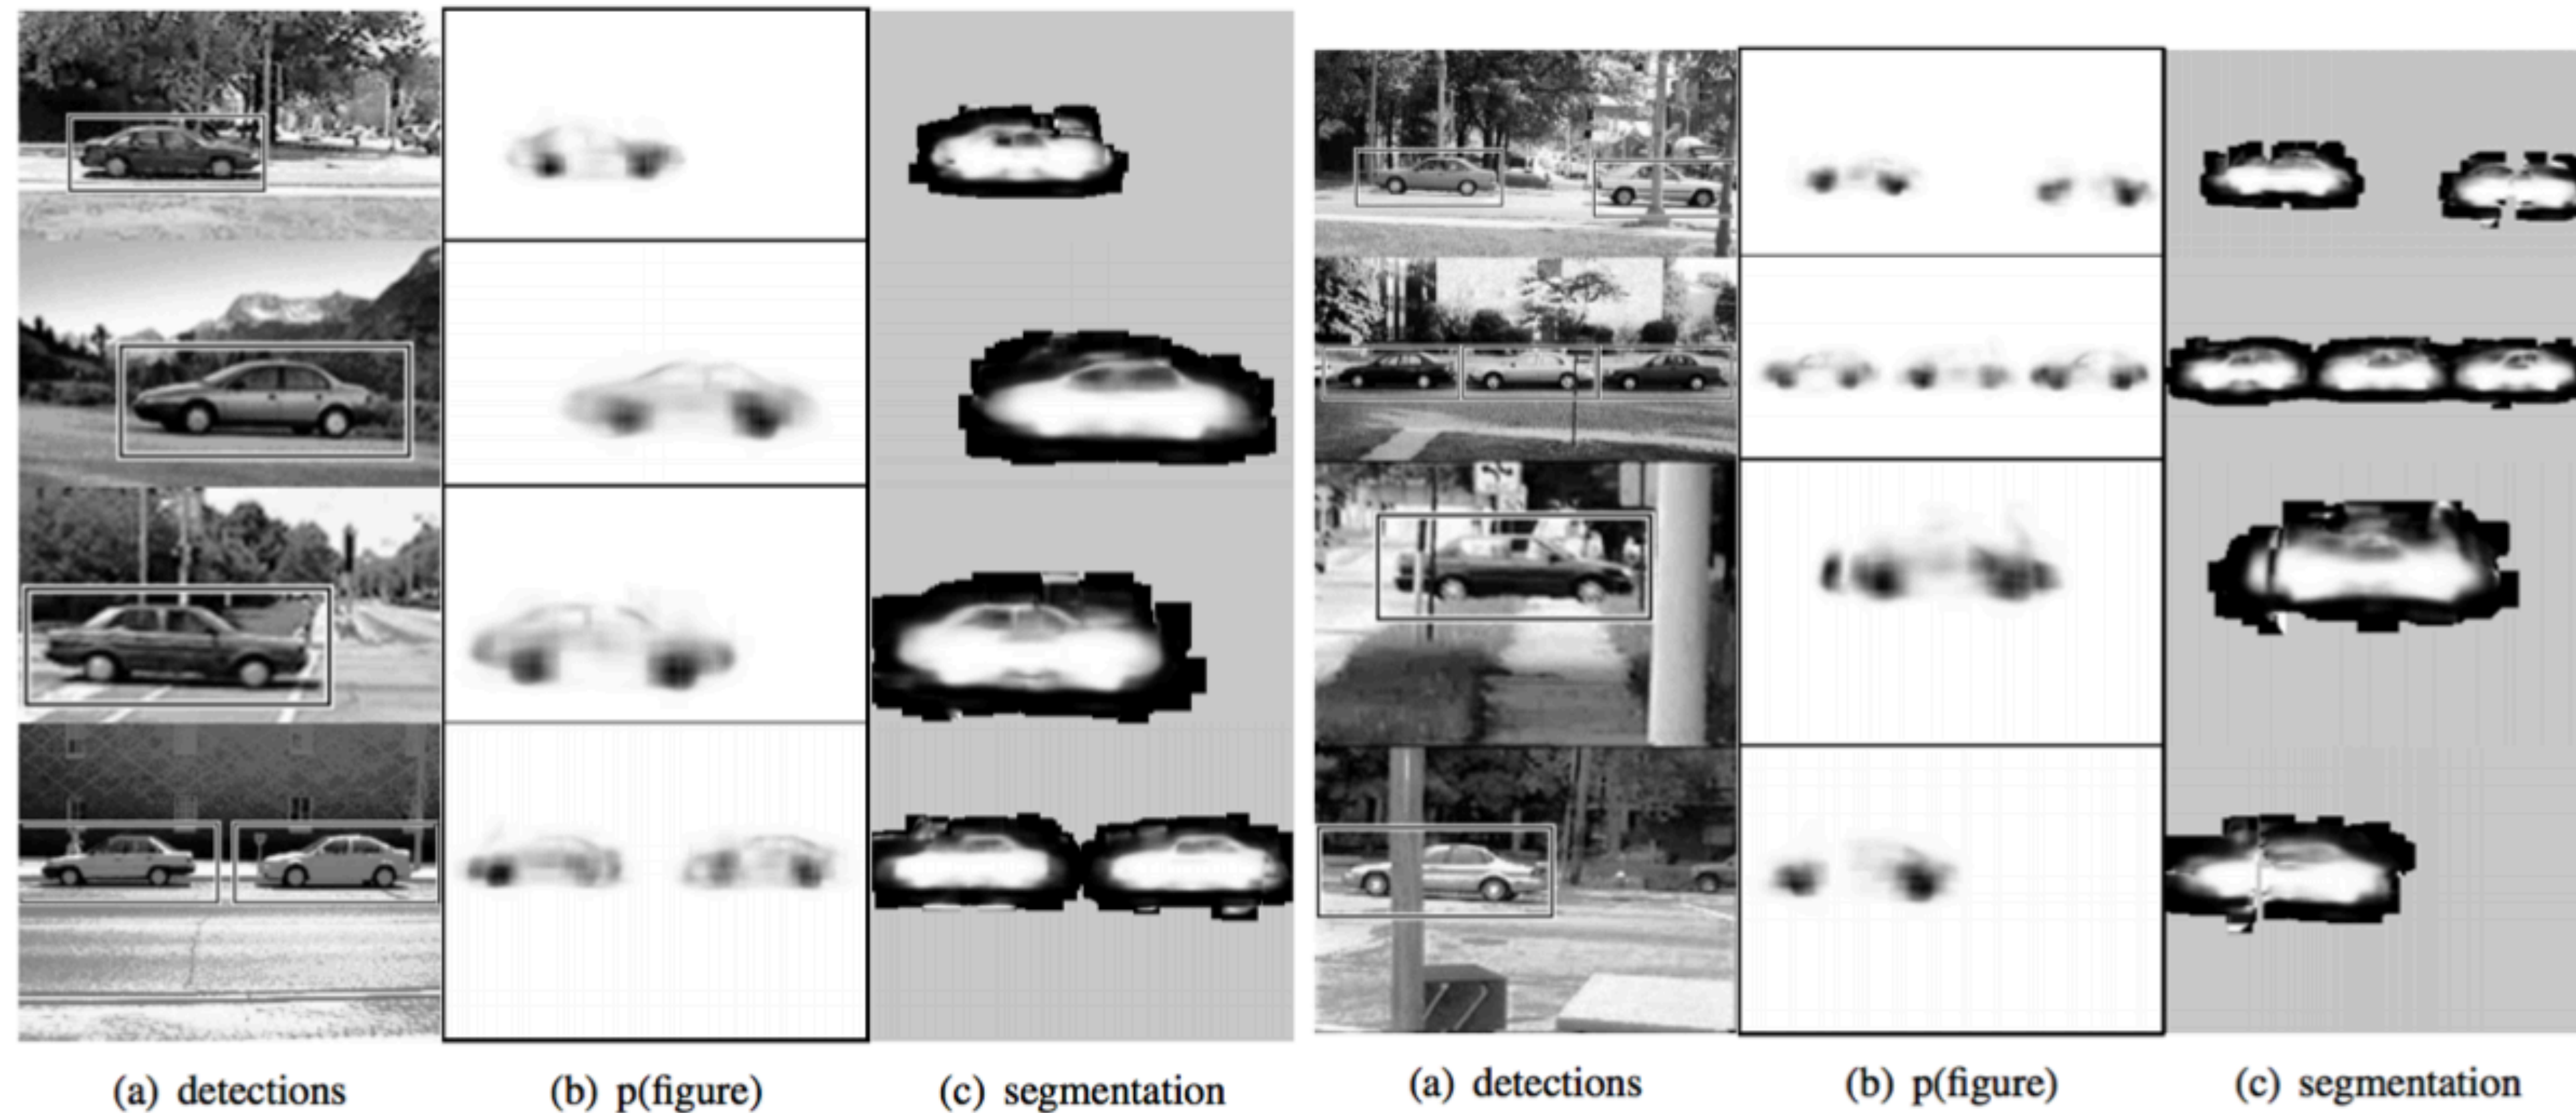 (a) detections
(b) p(figure)
(c) segmentation
(a) detections
(b) p(figure)
(c) segmentation